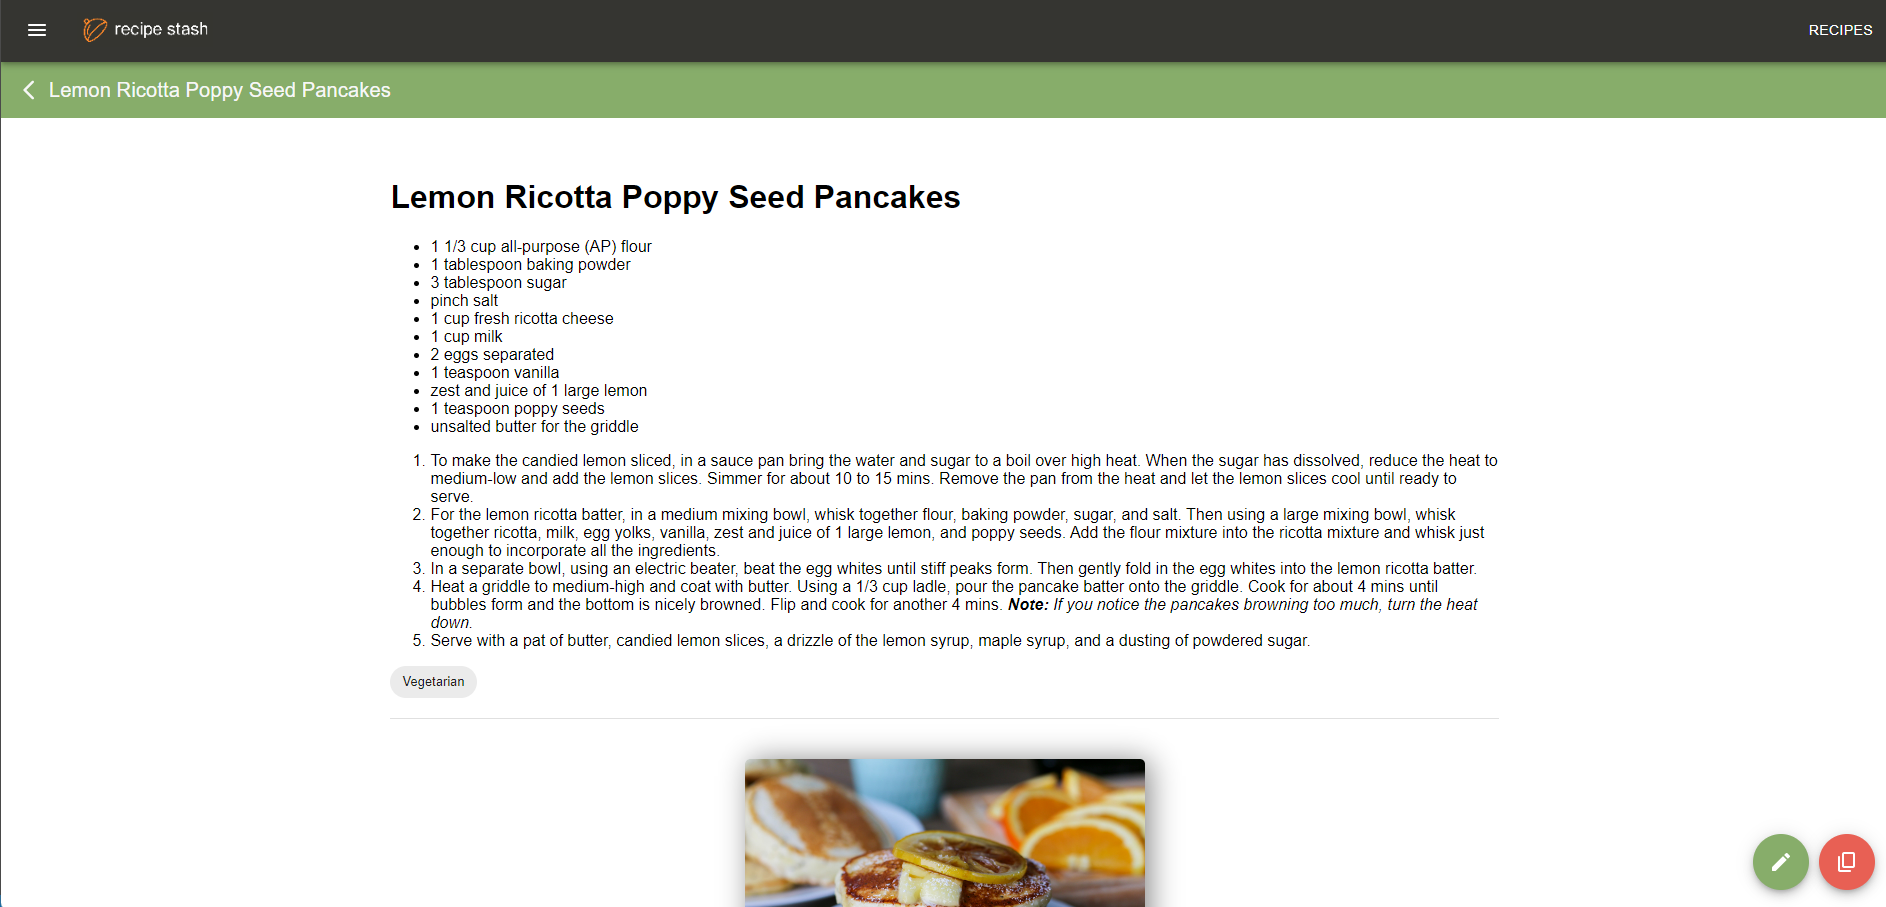 recipe stash
RECIPES
Lemon Ricotta Poppy Seed Pancakes
Lemon Ricotta Poppy Seed Pancakes
• 1 1/3 cup all-purpose (AP) flour
• 1 tablespoon baking powder
• 3 tablespoon sugar
• pinch salt
• 1 cup fresh ricotta cheese
• 1 cup milk
• 2 eggs separated
• 1 teaspoon vanilla
• zest and juice of 1 large lemon
• 1 teaspoon poppy seeds
• unsalted butter for the griddle
1. To make the candied lemon sliced, in a sauce pan bring the water and sugar to a boil over high heat. When the sugar has dissolved, reduce the heat to
medium-low and add the lemon slices. Simmer for about 10 to 15 mins. Remove the pan from the heat and let the lemon slices cool until ready to
serve.
2. For the lemon ricotta batter, in a medium mixing bowl, whisk together flour, baking powder, sugar, and salt. Then using a large mixing bowl, whisk
together ricotta, milk, egg yolks, vanilla, zest and juice of 1 large lemon, and poppy seeds. Add the flour mixture into the ricotta mixture and whisk just
enough to incorporate all the ingredients.
3. In a separate bowl, using an electric beater, beat the egg whites until stiff peaks form. Then gently fold in the egg whites into the lemon ricotta batter.
4. Heat a griddle to medium-high and coat with butter. Using a 1/3 cup ladle, pour the pancake batter onto the griddle. Cook for about 4 mins until
bubbles form and the bottom is nicely browned. Flip and cook for another 4 mins. Note: If you notice the pancakes browning too much, turn the heat
down.
5. Serve with a pat of butter, candied lemon slices, a drizzle of the lemon syrup, maple syrup, and a dusting of powdered sugar.
Vegetarian